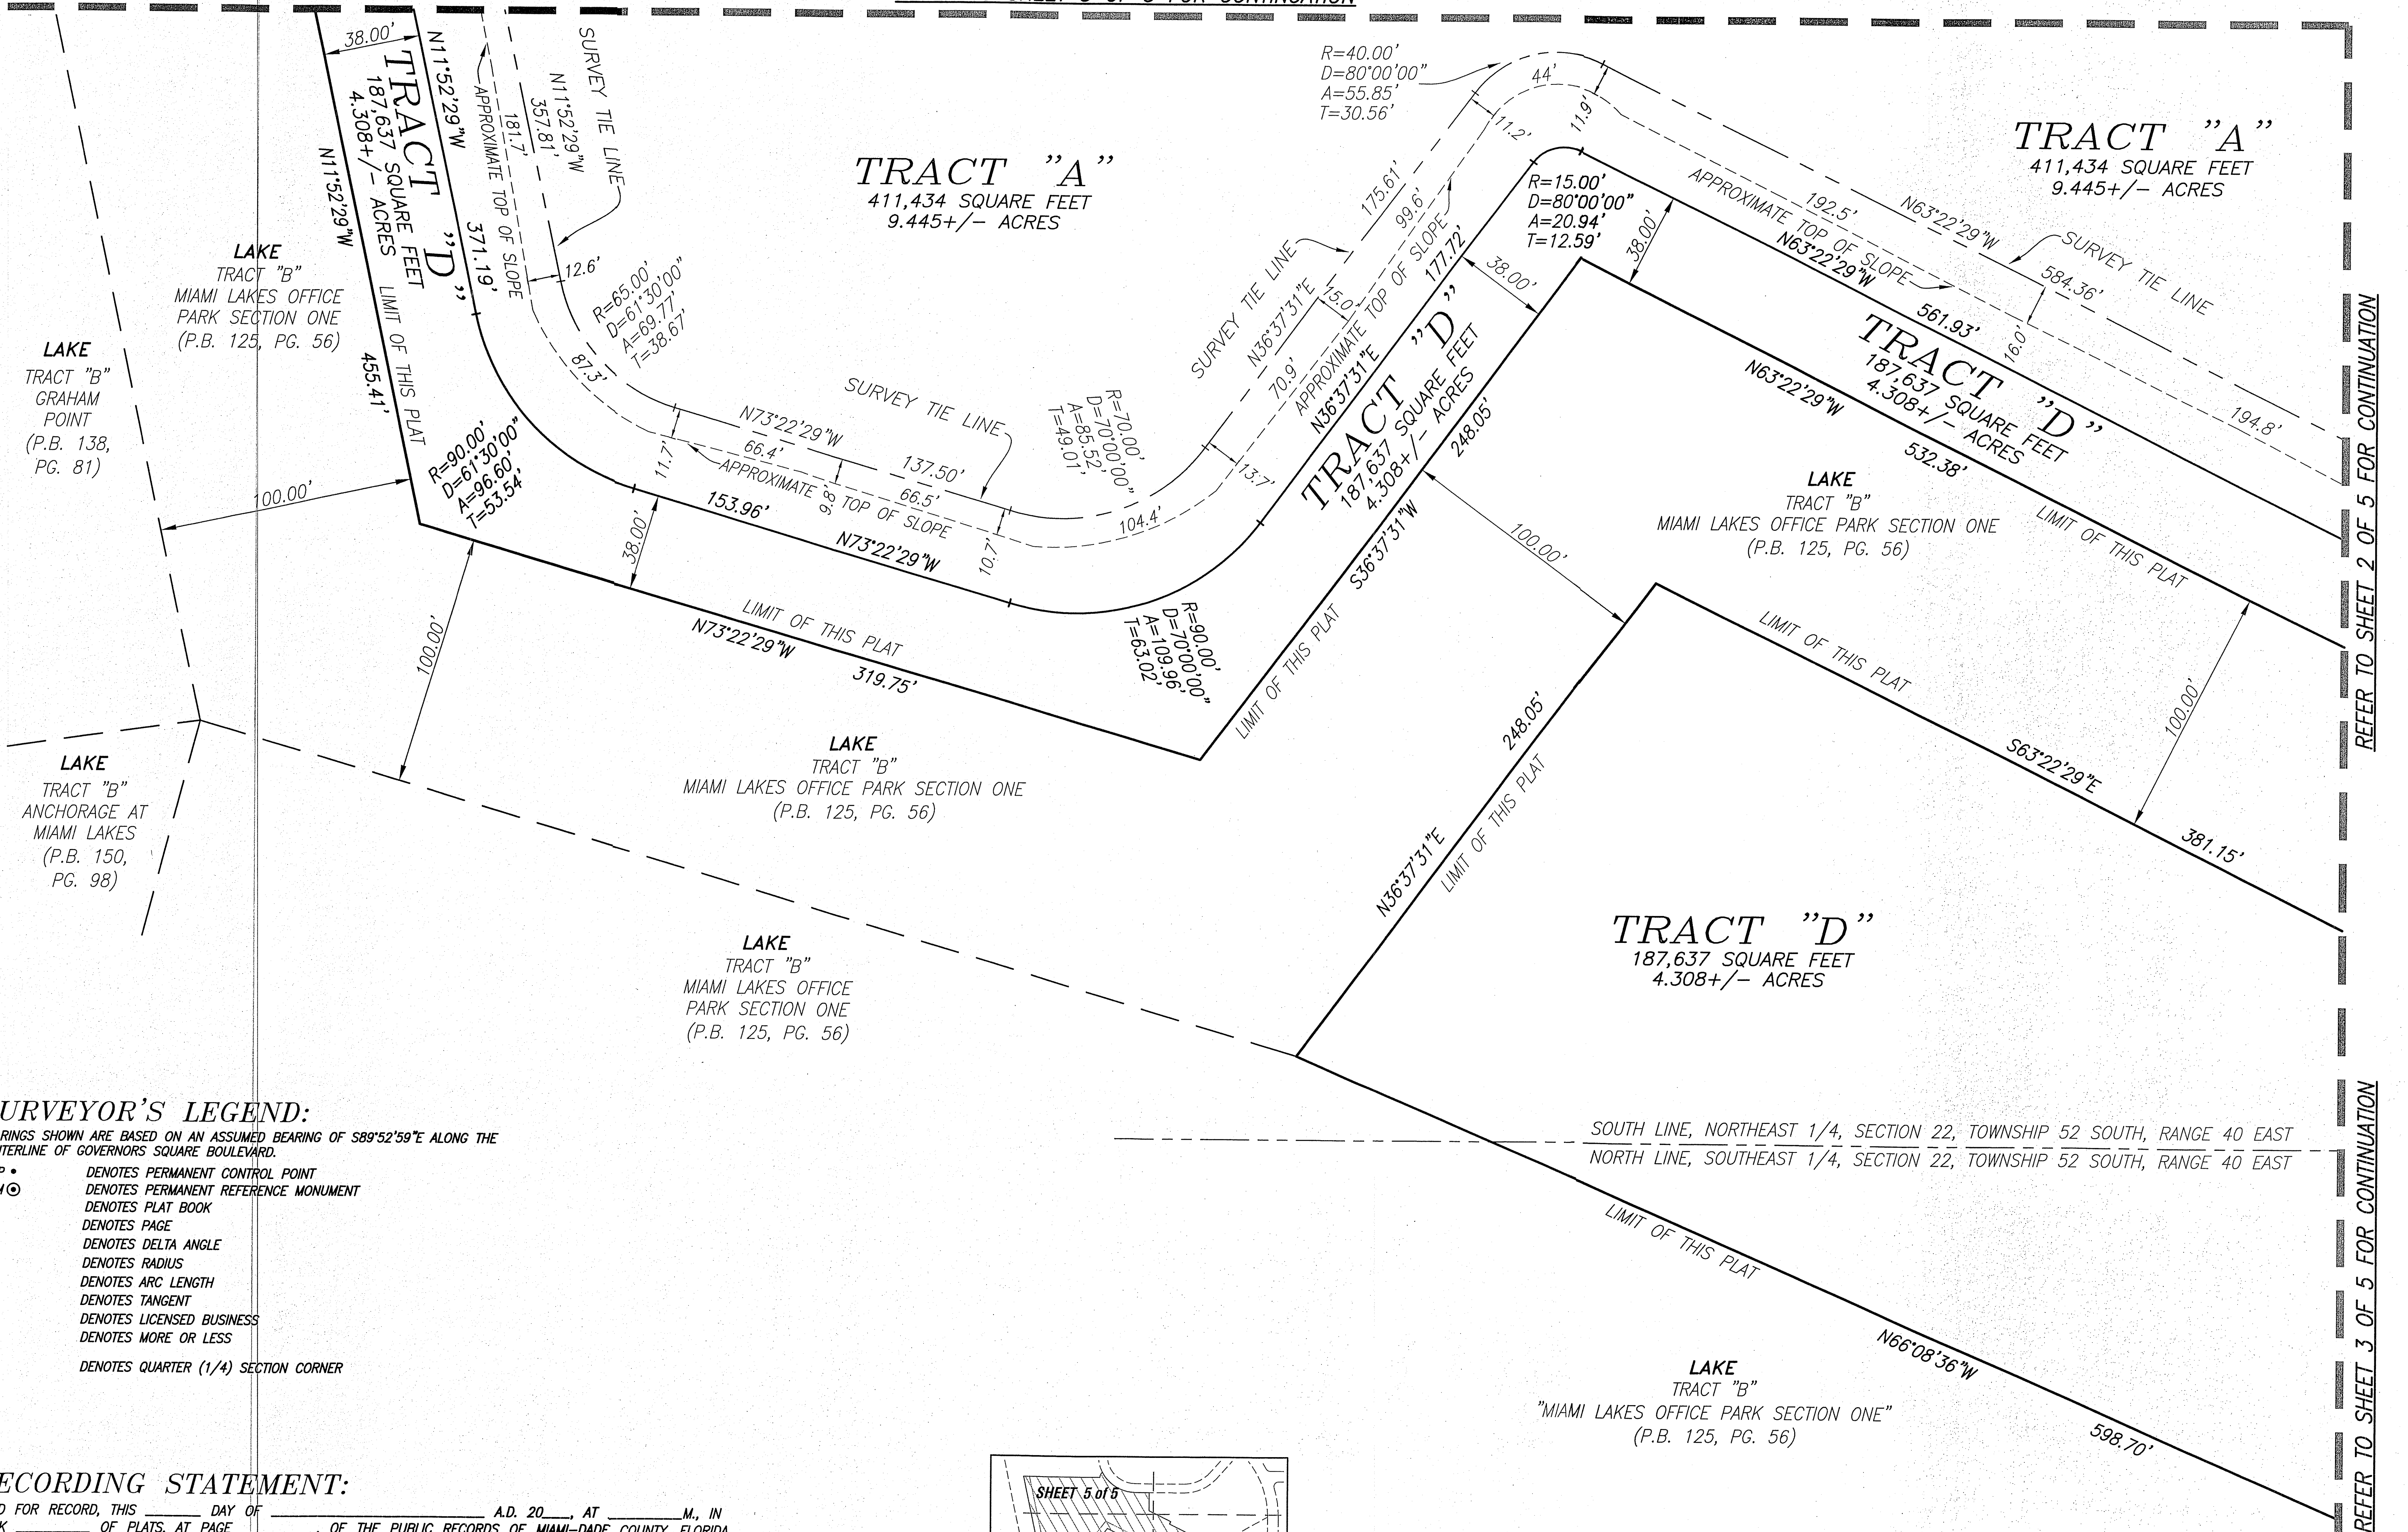 SHEET 5 OF 5 FOR CONTINUATION
38.00'
N11°52'29"W
TRACT "D"
187,637 SQUARE FEET
4.308+/- ACRES
N11°52'29"W
371.19'
LIMIT OF THIS PLAT
455.41'
APPROXIMATE TOP OF SLOPE
181.7'
N11°52'29"W
357.81'
SURVEY TIE LINE
12.6'
R=65.00'
D=61°30'00"
A=69.77'
T=38.67'
87.3'
TRACT "A"
411,434 SQUARE FEET
9.445+/- ACRES
R=40.00'
D=80°00'00"
A=55.85'
T=30.56'
44'
11.9'
11.2'
TRACT "A"
411,434 SQUARE FEET
9.445+/- ACRES
LAKE
TRACT "B"
MIAMI LAKES OFFICE
PARK SECTION ONE
(P.B. 125, PG. 56)
LAKE
TRACT "B"
GRAHAM
POINT
(P.B. 138,
PG. 81)
R=90.00'
D=61°30'00"
A=96.60'
T=53.54'
100.00'
SURVEY TIE LINE
N73°22'29"W
137.50'
66.4'
66.5'
APPROXIMATE TOP OF SLOPE
11.7'
9.8'
10.7'
153.96'
N73°22'29"W
38.00'
R=70.00'
D=70°00'00"
A=85.52'
T=49.01'
104.4'
13.7'
175.61'
99.6'
SURVEY TIE LINE
N36°37'31"E
15.0'
70.9'
APPROXIMATE TOP OF SLOPE
177.72'
N36°37'31"E
R=15.00'
D=80°00'00"
A=20.94'
T=12.59'
38.00'
38.00'
TRACT "D"
187,637 SQUARE FEET
4.308+/- ACRES
248.05'
S36°37'31"W
LIMIT OF THIS PLAT
192.5'
APPROXIMATE TOP OF SLOPE
N63°22'29"W
SURVEY TIE LINE
584.36'
N63°22'29"W
561.93'
16.0'
194.8'
TRACT "D"
187,637 SQUARE FEET
4.308+/- ACRES
N63°22'29"W
532.38'
LIMIT OF THIS PLAT
LAKE
TRACT "B"
MIAMI LAKES OFFICE PARK SECTION ONE
(P.B. 125, PG. 56)
REFER TO SHEET 2 OF 5 FOR CONTINUATION
100.00'
LIMIT OF THIS PLAT
N73°22'29"W
319.75'
R=90.00'
D=70°00'00"
A=109.96'
T=63.02'
100.00'
LIMIT OF THIS PLAT
100.00'
S63°22'29"E
381.15'
248.05'
N36°37'31"E
LIMIT OF THIS PLAT
LAKE
TRACT "B"
MIAMI LAKES OFFICE PARK SECTION ONE
(P.B. 125, PG. 56)
LAKE
TRACT "B"
ANCHORAGE AT
MIAMI LAKES
(P.B. 150,
PG. 98)
LAKE
TRACT "B"
MIAMI LAKES OFFICE
PARK SECTION ONE
(P.B. 125, PG. 56)
TRACT "D"
187,637 SQUARE FEET
4.308+/- ACRES
SOUTH LINE, NORTHEAST 1/4, SECTION 22, TOWNSHIP 52 SOUTH, RANGE 40 EAST
NORTH LINE, SOUTHEAST 1/4, SECTION 22, TOWNSHIP 52 SOUTH, RANGE 40 EAST
LIMIT OF THIS PLAT
N66°08'36"W
598.70'
LAKE
TRACT "B"
"MIAMI LAKES OFFICE PARK SECTION ONE"
(P.B. 125, PG. 56)
REFER TO SHEET 3 OF 5 FOR CONTINUATION
URVEYOR'S LEGEND:
RINGS SHOWN ARE BASED ON AN ASSUMED BEARING OF S89°52'59"E ALONG THE
TERLINE OF GOVERNORS SQUARE BOULEVARD.
P • DENOTES PERMANENT CONTROL POINT
DENOTES PERMANENT REFERENCE MONUMENT
DENOTES PLAT BOOK
DENOTES PAGE
DENOTES DELTA ANGLE
DENOTES RADIUS
DENOTES ARC LENGTH
DENOTES TANGENT
DENOTES LICENSED BUSINESS
DENOTES MORE OR LESS
DENOTES QUARTER (1/4) SECTION CORNER
ECORDING STATEMENT:
D FOR RECORD, THIS ______ DAY OF ______ A.D. 20___, AT ______M., IN
K ______ OF PLATS, AT PAGE ______, OF THE PUBLIC RECORDS OF MIAMI-DADE COUNTY, FLORIDA
SHEET 5 of 5